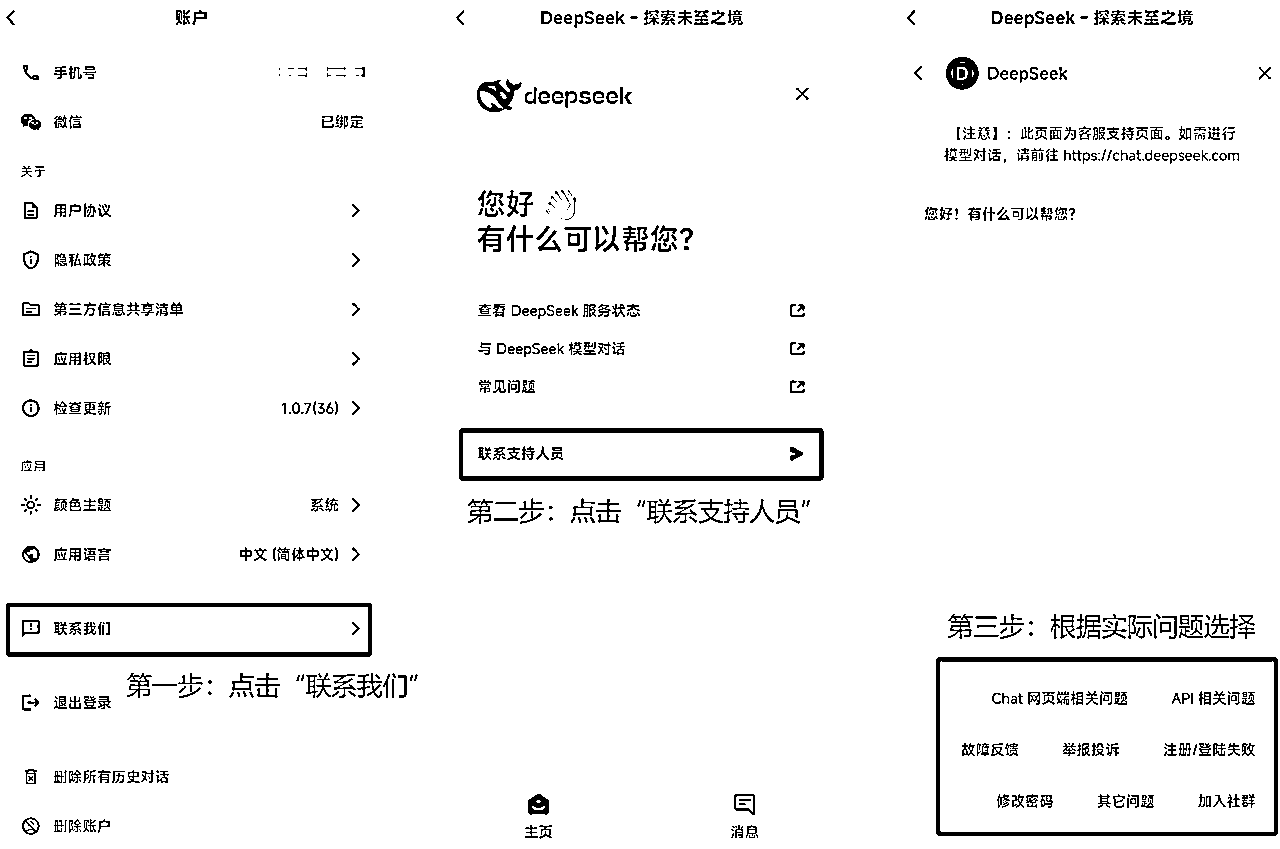 账户
手机号
微信 已绑定
关于
用户协议
隐私政策
第三方信息共享清单
应用权限
检查更新 1.0.7(36)
应用
颜色主题 系统
应用语言 中文 (简体中文)
联系我们
第一步：点击“联系我们”
退出登录
删除所有历史对话
删除账户
DeepSeek - 探索未至之境
deepseek
您好
有什么可以帮您？
查看 DeepSeek 服务状态
与 DeepSeek 模型对话
常见问题
联系支持人员
第二步：点击“联系支持人员”
主页 消息
DeepSeek - 探索未至之境
DeepSeek
【注意】：此页面为客服支持页面。如需进行
模型对话，请前往 https://chat.deepseek.com
您好！有什么可以帮您？
第三步：根据实际问题选择
Chat 网页端相关问题 API 相关问题
故障反馈 举报投诉 注册/登陆失败
修改密码 其它问题 加入社群